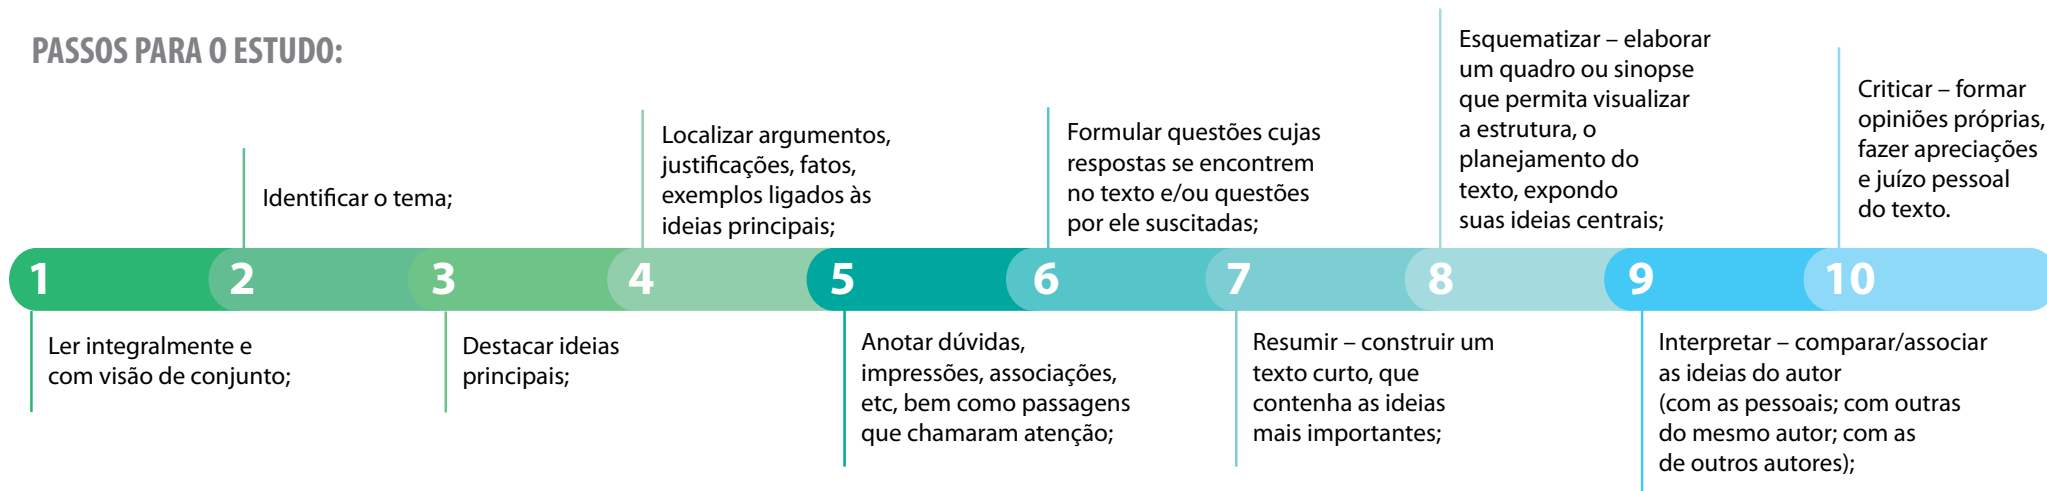 PASSOS PARA O ESTUDO:
1
Ler integralmente e
com visão de conjunto;
2
Identificar o tema;
3
Destacar ideias
principais;
4
Localizar argumentos,
justificações, fatos,
exemplos ligados às
ideias principais;
5
Anotar dúvidas,
impressões, associações,
etc, bem como passagens
que chamaram atenção;
6
Formular questões cujas
respostas se encontrem
no texto e/ou questões
por ele suscitadas;
7
Resumir – construir um
texto curto, que
contenha as ideias
mais importantes;
8
Esquematizar – elaborar
um quadro ou sinopse
que permita visualizar
a estrutura, o
planejamento do
texto, expondo
suas ideias centrais;
9
Interpretar – comparar/associar
as ideias do autor
(com as pessoais; com outras
do mesmo autor; com as
de outros autores);
10
Criticar – formar
opiniões próprias,
fazer apreciações
e juízo pessoal
do texto.